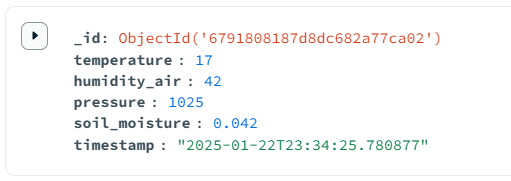 _id: ObjectId('6791808187d8dc682a77ca02')
temperature : 17
humidity_air : 42
pressure : 1025
soil_moisture : 0.042
timestamp : "2025-01-22T23:34:25.780877"